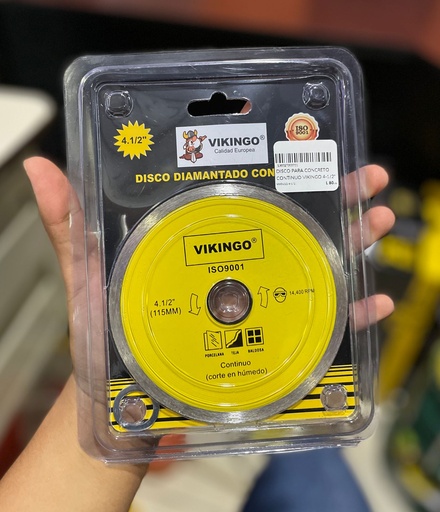 4.1/2"
VIKINGO®
Calidad Europea
ISO
9001
DISCO DIAMANTADO CON
DISCO PARA CONCRETO
CONTINUO VIKINGO 4-1/2"
VIKINGO®
ISO9001
4.1/2"
(115MM)
14,400 RPM
PORCELANA
TEJA
BALDOSA
Continuo
(corte en húmedo)